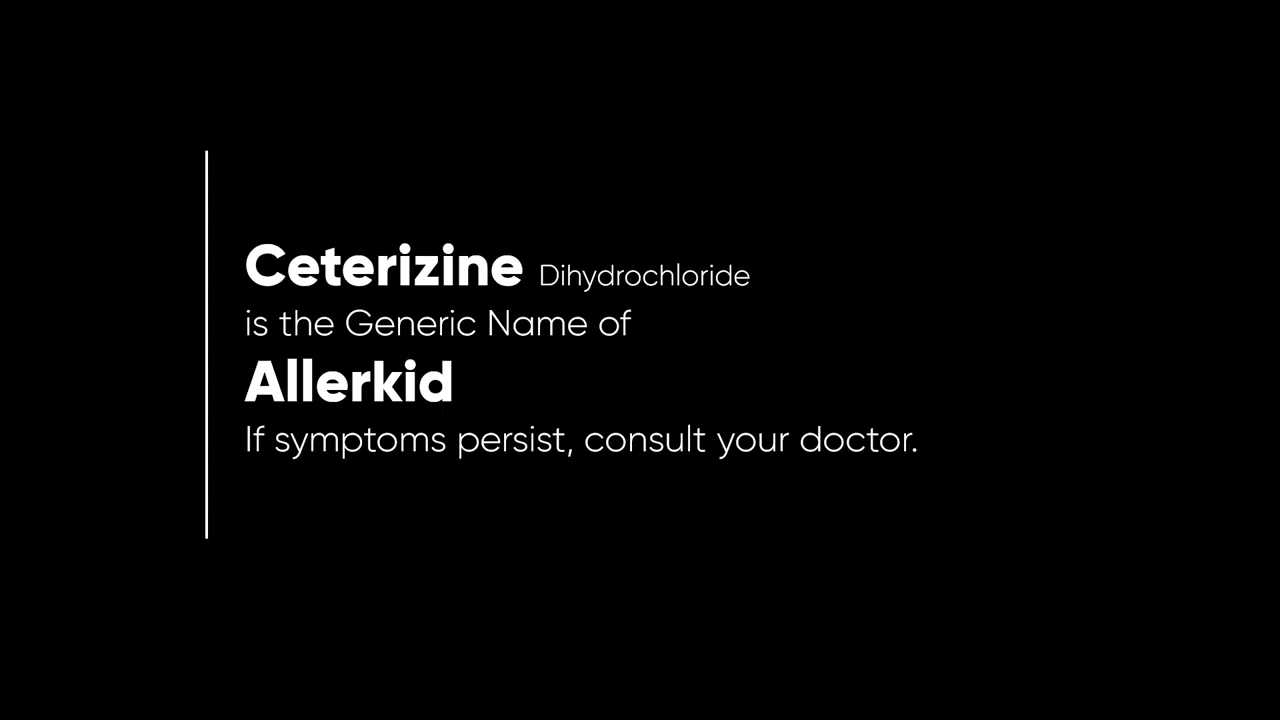 Ceterizine Dihydrochloride
is the Generic Name of
Allerkid
If symptoms persist, consult your doctor.